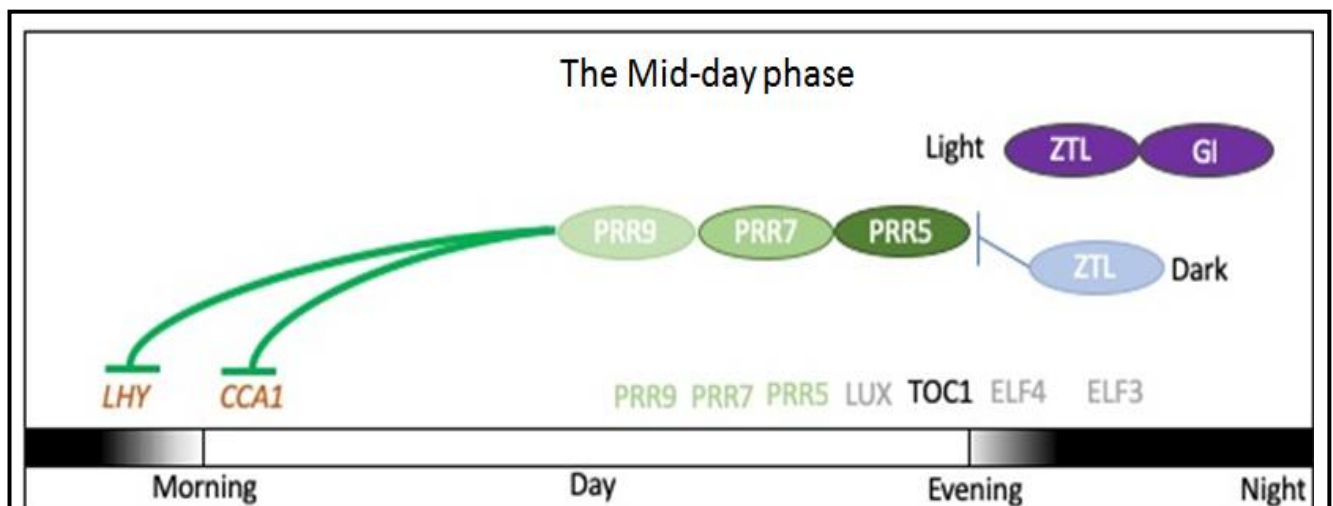 The Mid-day phase
Light ZTL GI
PRR9 PRR7 PRR5
ZTL Dark
LHY CCA1 PRR9 PRR7 PRR5 LUX TOC1 ELF4 ELF3
Morning Day Evening Night